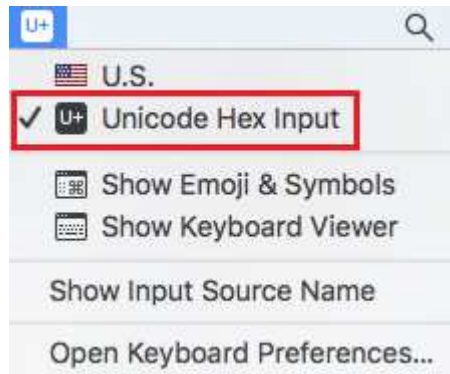 U+
U.S.
✓ U+ Unicode Hex Input
Show Emoji & Symbols
Show Keyboard Viewer
Show Input Source Name
Open Keyboard Preferences...